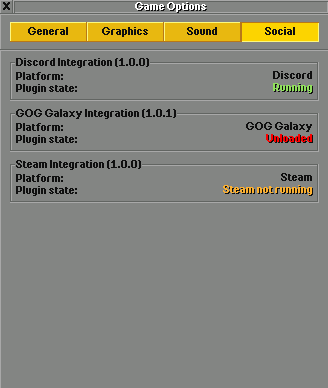 Game Options
General Graphics Sound Social
Discord Integration (1.0.0)
Platform: Discord
Plugin state: Running
GOG Galaxy Integration (1.0.1)
Platform: GOG Galaxy
Plugin state: Unloaded
Steam Integration (1.0.0)
Platform: Steam
Plugin state: Steam not running